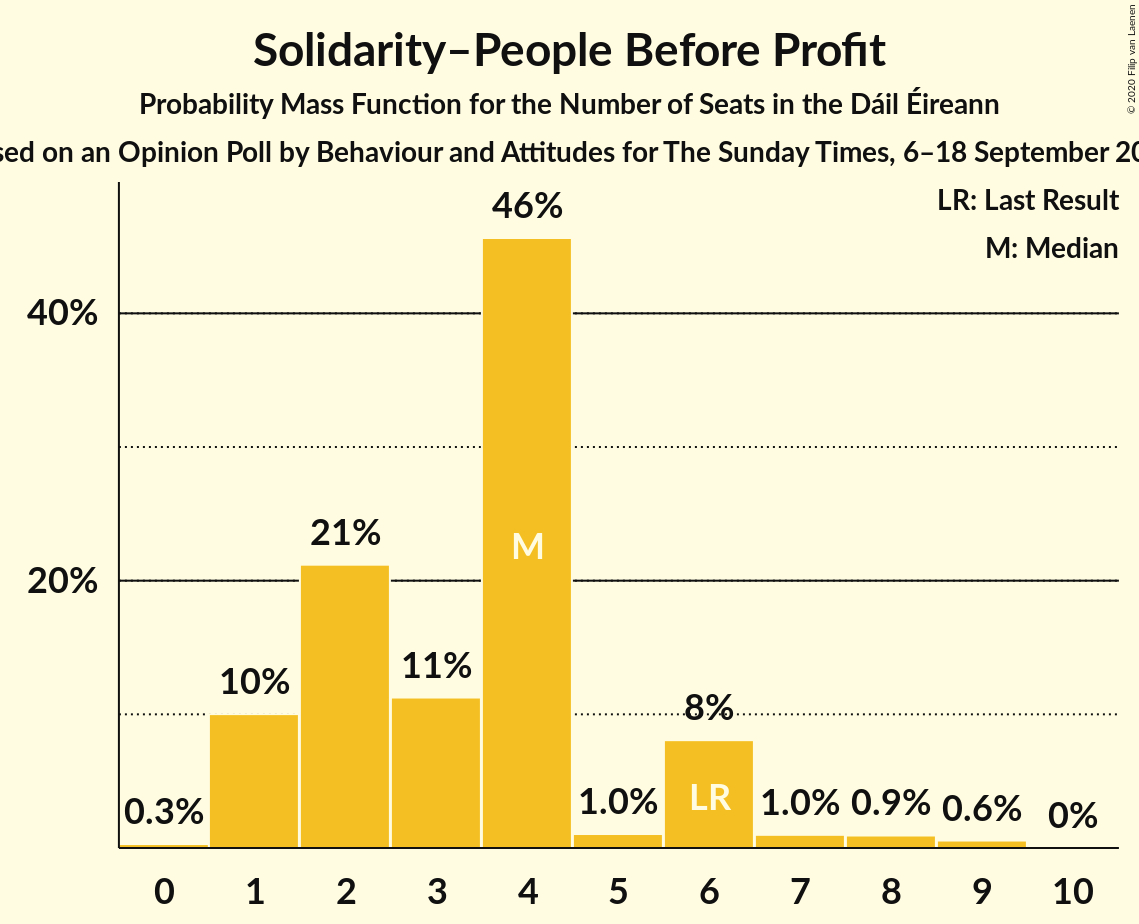 Solidarity–People Before Profit
Probability Mass Function for the Number of Seats in the Dáil Éireann
on an Opinion Poll by Behaviour and Attitudes for The Sunday Times, 6–18 September
© 2020 Filip van Laenen
LR: Last Result
M: Median
46%
40%
M
21%
20%
11%
10%
8%
LR
0.3%
1.0%
1.0%
0.9%
0.6%
0%
0 1 2 3 4 5 6 7 8 9 10